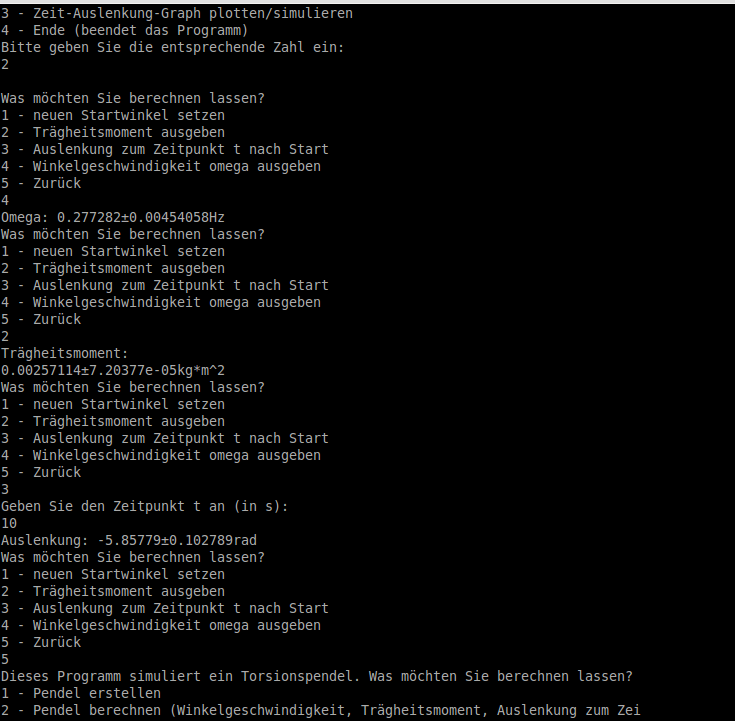 3 - Zeit-Auslenkung-Graph plotten/simulieren
4 - Ende (beendet das Programm)
Bitte geben Sie die entsprechende Zahl ein:
2
Was möchten Sie berechnen lassen?
1 - neuen Startwinkel setzen
2 - Trägheitsmoment ausgeben
3 - Auslenkung zum Zeitpunkt t nach Start
4 - Winkelgeschwindigkeit omega ausgeben
5 - Zurück
4
Omega: 0.277282±0.00454058Hz
Was möchten Sie berechnen lassen?
1 - neuen Startwinkel setzen
2 - Trägheitsmoment ausgeben
3 - Auslenkung zum Zeitpunkt t nach Start
4 - Winkelgeschwindigkeit omega ausgeben
5 - Zurück
2
Trägheitsmoment:
0.00257114±7.20377e-05kg*m^2
Was möchten Sie berechnen lassen?
1 - neuen Startwinkel setzen
2 - Trägheitsmoment ausgeben
3 - Auslenkung zum Zeitpunkt t nach Start
4 - Winkelgeschwindigkeit omega ausgeben
5 - Zurück
3
Geben Sie den Zeitpunkt t an (in s):
10
Auslenkung: -5.85779±0.102789rad
Was möchten Sie berechnen lassen?
1 - neuen Startwinkel setzen
2 - Trägheitsmoment ausgeben
3 - Auslenkung zum Zeitpunkt t nach Start
4 - Winkelgeschwindigkeit omega ausgeben
5 - Zurück
5
Dieses Programm simuliert ein Torsionspendel. Was möchten Sie berechnen lassen?
1 - Pendel erstellen
2 - Pendel berechnen (Winkelgeschwindigkeit, Trägheitsmoment, Auslenkung zum Zei